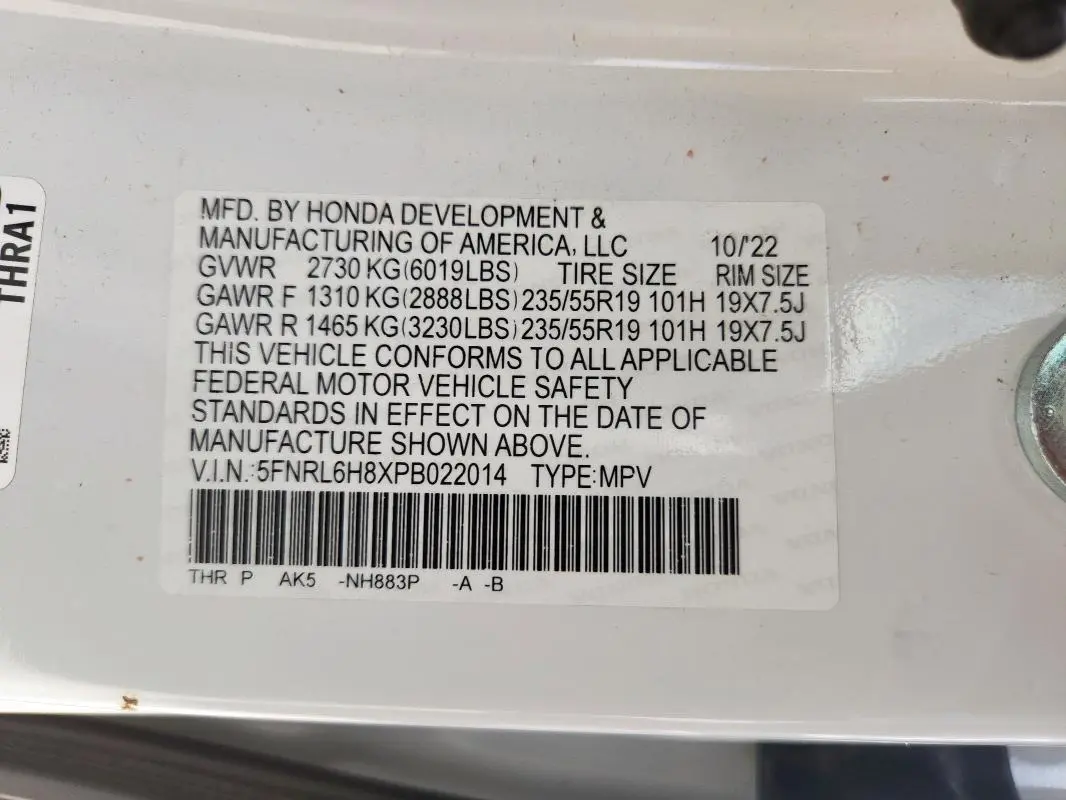 THRA1
MFD. BY HONDA DEVELOPMENT &
MANUFACTURING OF AMERICA, LLC 10/'22
GVWR 2730 KG(6019LBS) TIRE SIZE RIM SIZE
GAWR F 1310 KG(2888LBS) 235/55R19 101H 19X7.5J
GAWR R 1465 KG(3230LBS) 235/55R19 101H 19X7.5J
THIS VEHICLE CONFORMS TO ALL APPLICABLE
FEDERAL MOTOR VEHICLE SAFETY
STANDARDS IN EFFECT ON THE DATE OF
MANUFACTURE SHOWN ABOVE.
V.I.N.:5FNRL6H8XPB022014 TYPE:MPV
THR P AK5 -NH883P -A -B